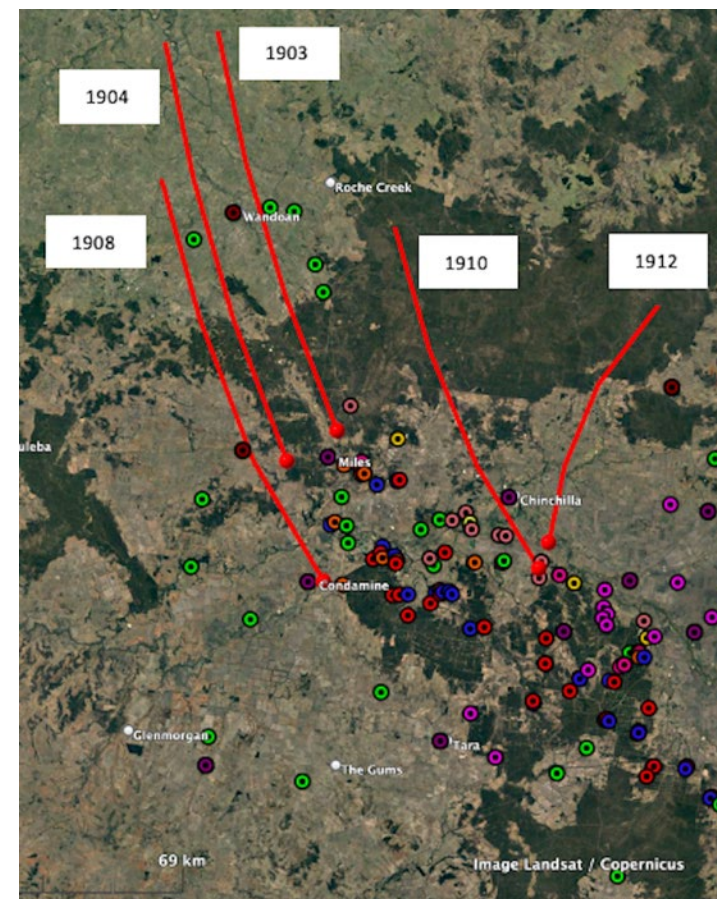 1903
1904
Roche Creek
Wandoan
1908
1910
1912
uleba
Miles
Chinchilla
Condamine
Glenmorgan
Tara
The Gums
69 km
Image Landsat / Copernicus